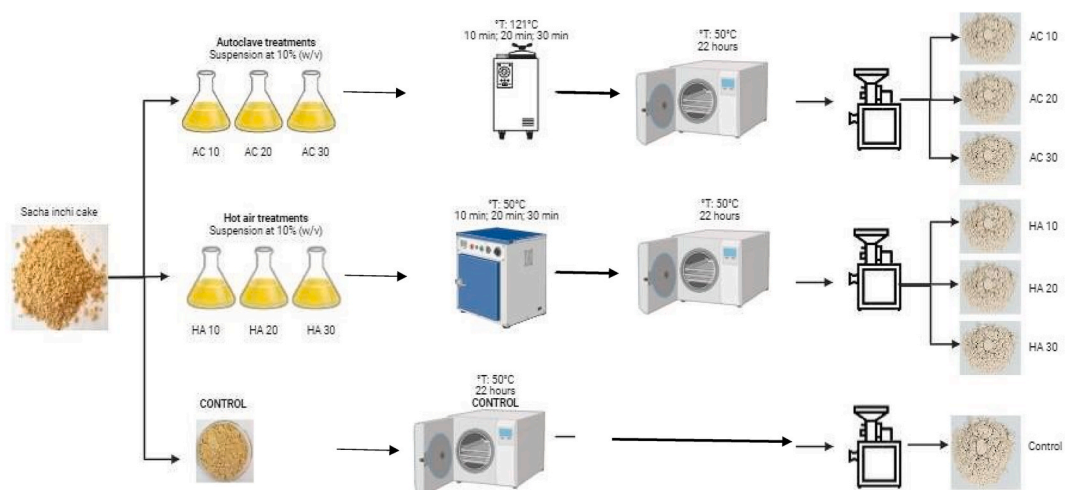 Autoclave treatments
Suspension at 10% (w/v)
AC 10
AC 20
AC 30
°T: 121°C
10 min; 20 min; 30 min
°T: 50°C
22 hours
AC 10
AC 20
AC 30
Sacha inchi cake
Hot air treatments
Suspension at 10% (w/v)
HA 10
HA 20
HA 30
°T: 50°C
10 min; 20 min; 30 min
°T: 50°C
22 hours
HA 10
HA 20
HA 30
CONTROL
°T: 50°C
22 hours
CONTROL
Control